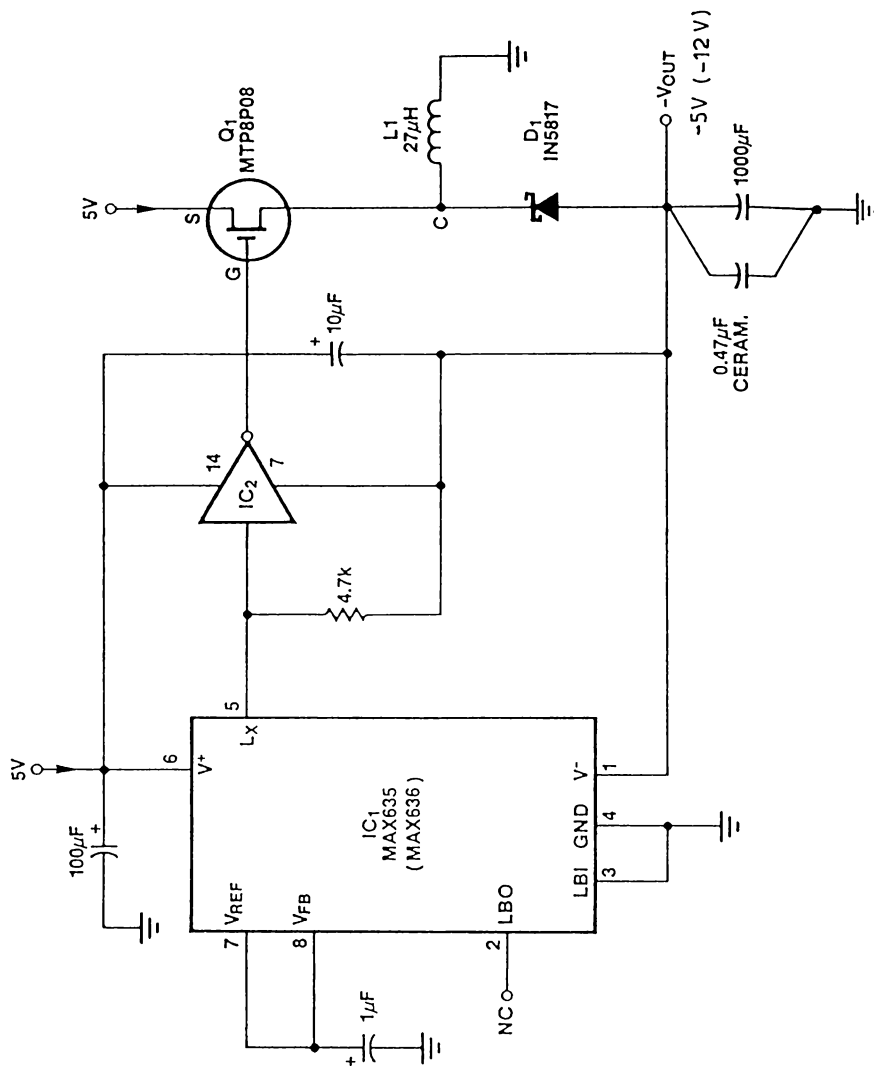 5V
100µF
+
6
V+
5
LX
7
VREF
8
VFB
IC1
MAX635
(MAX636)
2
LBO
LBI
GND
V-
3
4
1
NC
+
1µF
4.7k
14
IC2
7
+
10µF
5V
S
Q1
MTP8P08
G
L1
27µH
C
D1
IN5817
-VOUT
-5V (-12V)
1000µF
0.47µF
CERAM.